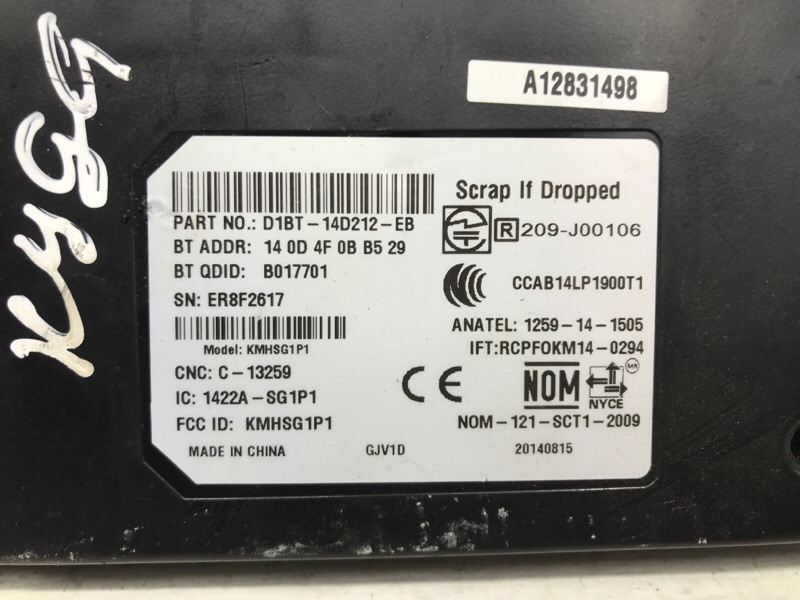 A12831498
Scrap If Dropped
PART NO.: D1BT-14D212-EB
R 209-J00106
BT ADDR: 14 0D 4F 0B B5 29
BT QDID: B017701
CCAB14LP1900T1
SN: ER8F2617
ANATEL: 1259-14-1505
Model: KMHSG1P1
IFT:RCPFOKM14-0294
CNC: C-13259
CE
NOM
MR
NYCE
IC: 1422A-SG1P1
FCC ID: KMHSG1P1
NOM-121-SCT1-2009
MADE IN CHINA
GJV1D
20140815